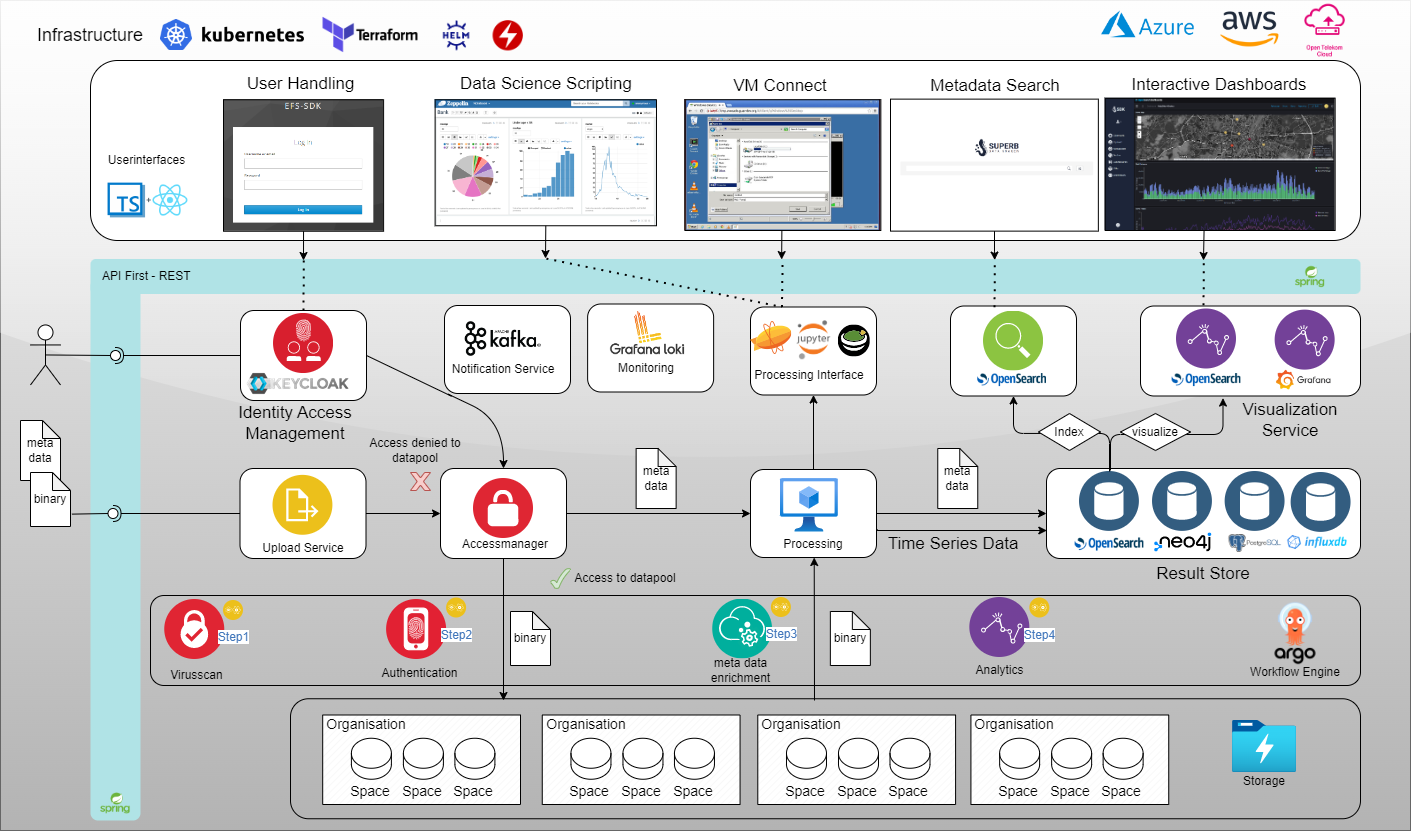 Infrastructure
kubernetes
Terraform
HELM
Azure
aws
Open Telekom
Cloud
User Handling
Data Science Scripting
VM Connect
Metadata Search
Interactive Dashboards
EFS-SDK
Log in
Password
Log in
Zeppelin
Bank
SUPERB
DATA KRAKEN
SDK
Userinterfaces
TS
+
API First - REST
spring
KEYCLOAK
Identity Access
Management
APACHE
kafka
Notification Service
Grafana loki
Monitoring
jupyter
Processing Interface
OpenSearch
OpenSearch
Grafana
Visualization
Service
Index
visualize
meta
data
binary
Access denied to
datapool
Upload Service
Accessmanager
meta
data
Processing
meta
data
Time Series Data
OpenSearch
neo4j
PostgreSQL
influxdb
Result Store
Access to datapool
Step1
Virusscan
Step2
Authentication
binary
Step3
meta data
enrichment
binary
Step4
Analytics
argo
Workflow Engine
Organisation
Space Space Space
Organisation
Space Space Space
Organisation
Space Space Space
Organisation
Space Space Space
Storage
spring